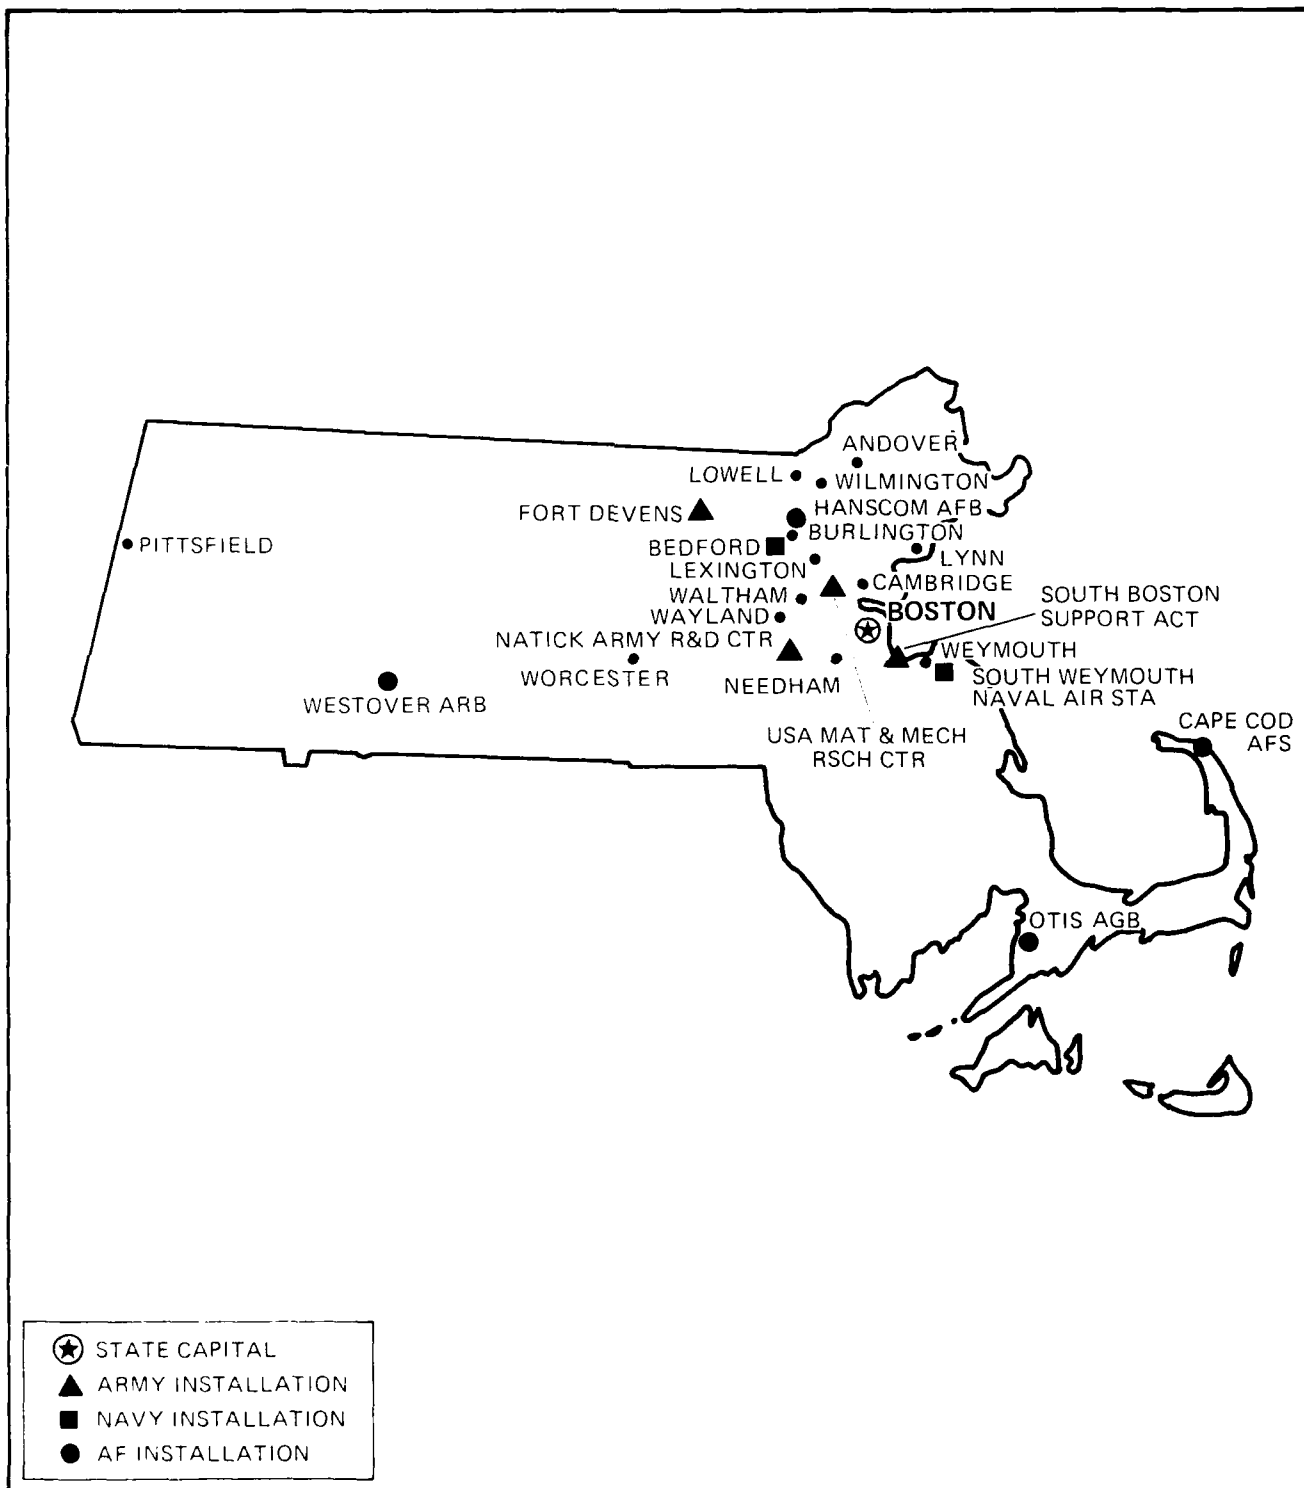 ANDOVER
LOWELL
WILMINGTON
FORT DEVENS
HANSCOM AFB
BURLINGTON
PITTSFIELD
BEDFORD
LYNN
LEXINGTON
CAMBRIDGE
WALTHAM
SOUTH BOSTON
SUPPORT ACT
BOSTON
WAYLAND
NATICK ARMY R&D CTR
WEYMOUTH
WORCESTER
NEEDHAM
SOUTH WEYMOUTH
NAVAL AIR STA
WESTOVER ARB
USA MAT & MECH
RSCH CTR
CAPE COD
AFS
OTIS AGB
STATE CAPITAL
ARMY INSTALLATION
NAVY INSTALLATION
AF INSTALLATION